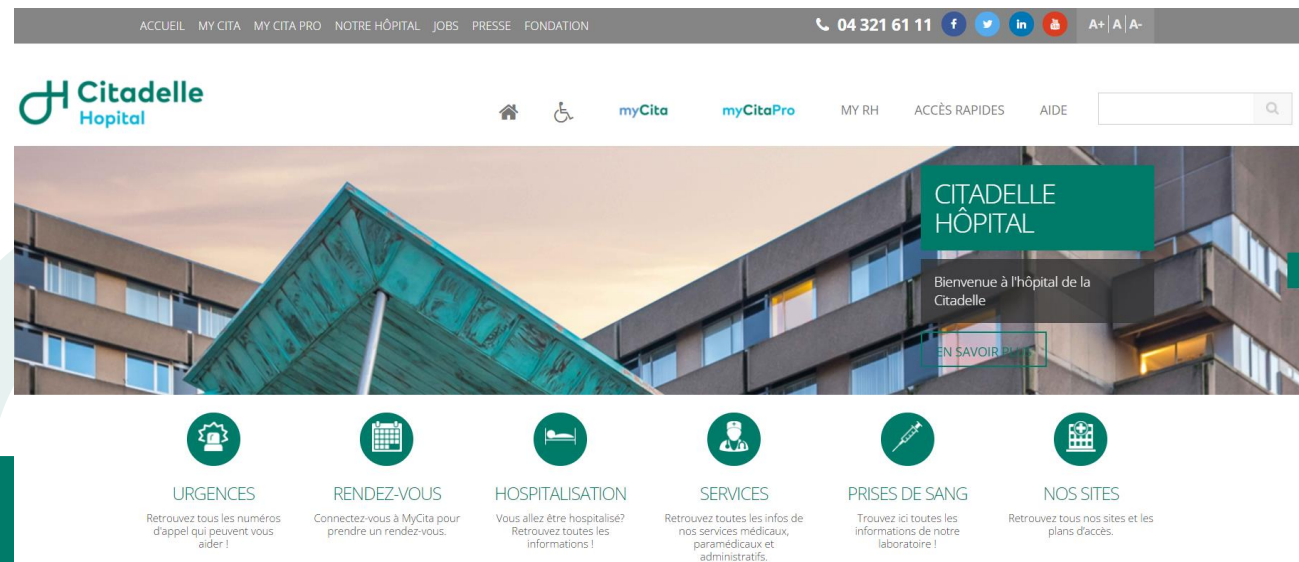 ACCUEIL MY CITA MY CITA PRO NOTRE HÔPITAL JOBS PRESSE FONDATION 04 321 61 11 f in A+ A A-
Citadelle
Hopital
myCita myCitaPro MY RH ACCÈS RAPIDES AIDE
CITADELLE
HÔPITAL
Bienvenue à l'hôpital de la
Citadelle
EN SAVOIR PLUS
URGENCES
Retrouvez tous les numéros
d'appel qui peuvent vous
aider !
RENDEZ-VOUS
Connectez-vous à MyCita pour
prendre un rendez-vous.
HOSPITALISATION
Vous allez être hospitalisé?
Retrouvez toutes les
informations !
SERVICES
Retrouvez toutes les infos de
nos services médicaux,
paramédicaux et
administratifs.
PRISES DE SANG
Trouvez ici toutes les
informations de notre
laboratoire !
NOS SITES
Retrouvez tous nos sites et les
plans d'accès.